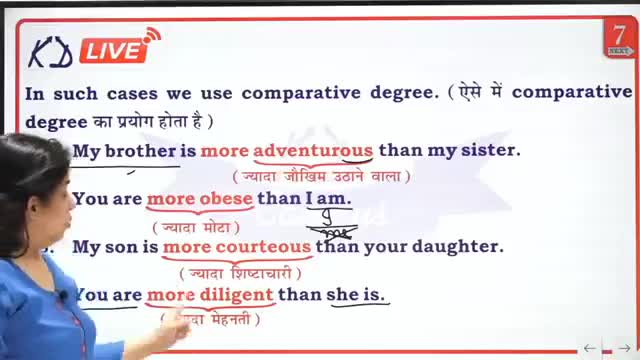 KD LIVE
7
NEXT
In such cases we use comparative degree. ( ऐसे में comparative
degree का प्रयोग होता है )
My brother is more adventurous than my sister.
( ज्यादा जौखिम उठाने वाला )
You are more obese than I am.
( ज्यादा मोटा )
I
me
My son is more courteous than your daughter.
( ज्यादा शिष्टाचारी )
You are more diligent than she is.
मेहनती )